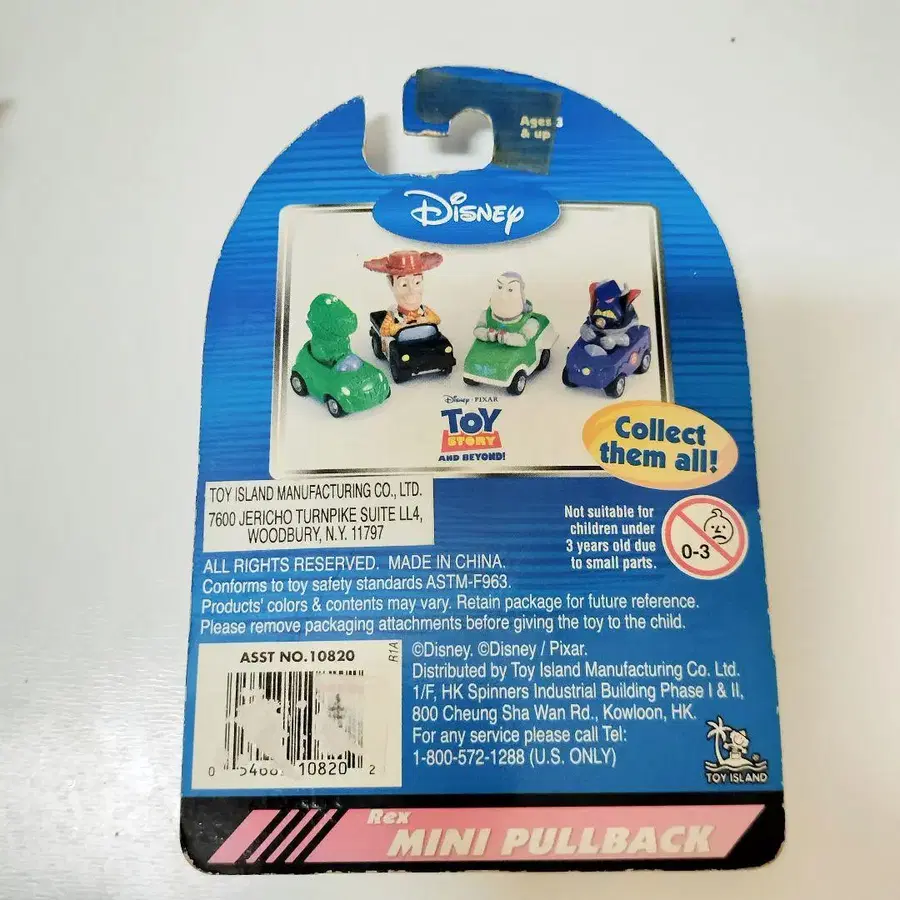 Ages 3
& up
Disney
Disney · PIXAR
TOY
STORY
AND BEYOND!
Collect
them all!
TOY ISLAND MANUFACTURING CO., LTD.
7600 JERICHO TURNPIKE SUITE LL4,
WOODBURY, N.Y. 11797
Not suitable for
children under
3 years old due
to small parts.
0-3
ALL RIGHTS RESERVED. MADE IN CHINA.
Conforms to toy safety standards ASTM-F963.
Products' colors & contents may vary. Retain package for future reference.
Please remove packaging attachments before giving the toy to the child.
ASST NO.10820
R1A
0 10820 2
©Disney. ©Disney / Pixar.
Distributed by Toy Island Manufacturing Co. Ltd.
1/F, HK Spinners Industrial Building Phase I & II,
800 Cheung Sha Wan Rd., Kowloon, HK.
For any service please call Tel:
1-800-572-1288 (U.S. ONLY)
TOY ISLAND
Rex
MINI PULLBACK